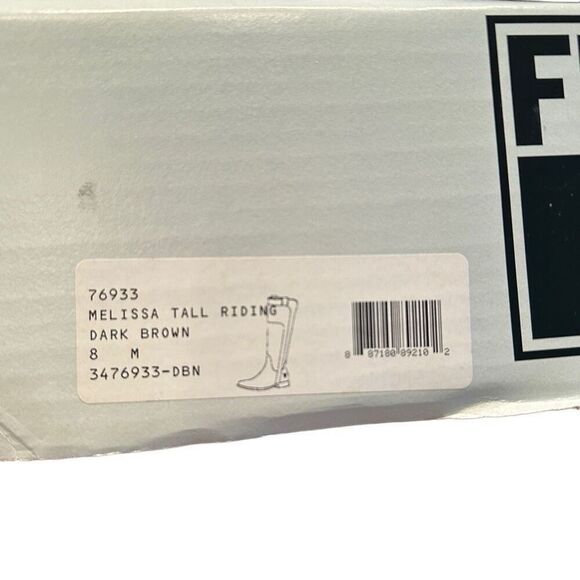 F
76933
MELISSA TALL RIDING
DARK BROWN
8 M
3476933-DBN
8 87180 89210 2